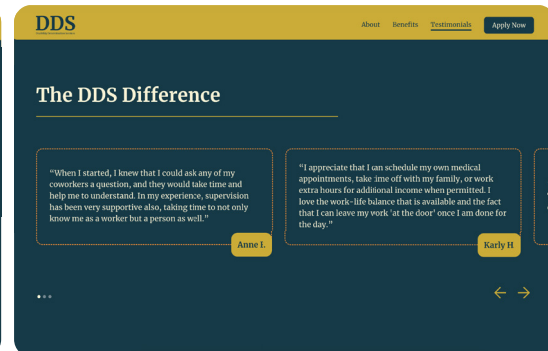 DDS
About Benefits Testimonials Apply Now
The DDS Difference
“When I started, I knew that I could ask any of my
coworkers a question, and they would take time and
help me to understand. In my experience, supervision
has been very supportive also, taking time to not only
know me as a worker but a person as well.”
Anne I.
“I appreciate that I can schedule my own medical
appointments, take time off with my family, or work
extra hours for additional income when permitted. I
love the work-life balance that is available and the fact
that I can leave my work 'at the door' once I am done for
the day.”
Karly H